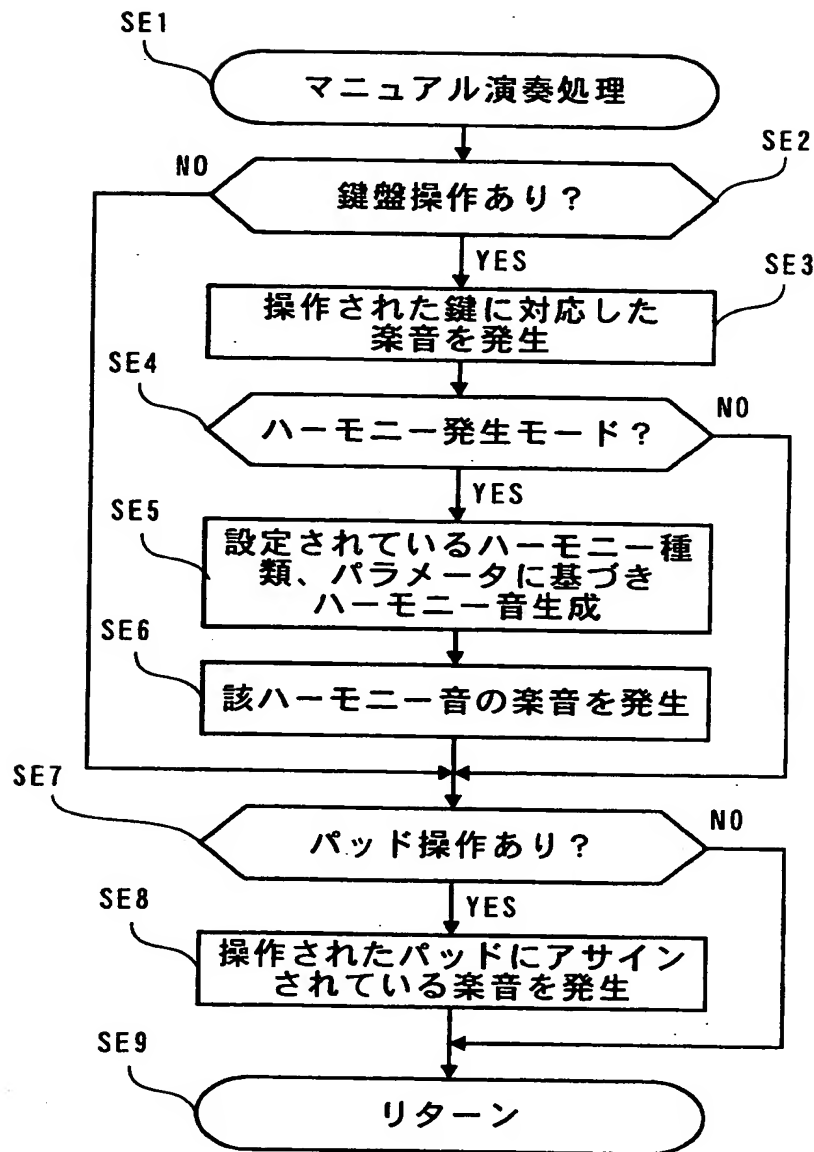 SE1
マニュアル演奏処理
SE2
NO
鍵盤操作あり?
YES
SE3
操作された鍵に対応した
楽音を発生
SE4
NO
ハーモニー発生モード?
YES
SE5
設定されているハーモニー種
類、パラメータに基づき
ハーモニー音生成
SE6
該ハーモニー音の楽音を発生
SE7
NO
パッド操作あり?
YES
SE8
操作されたパッドにアサイン
されている楽音を発生
SE9
リターン